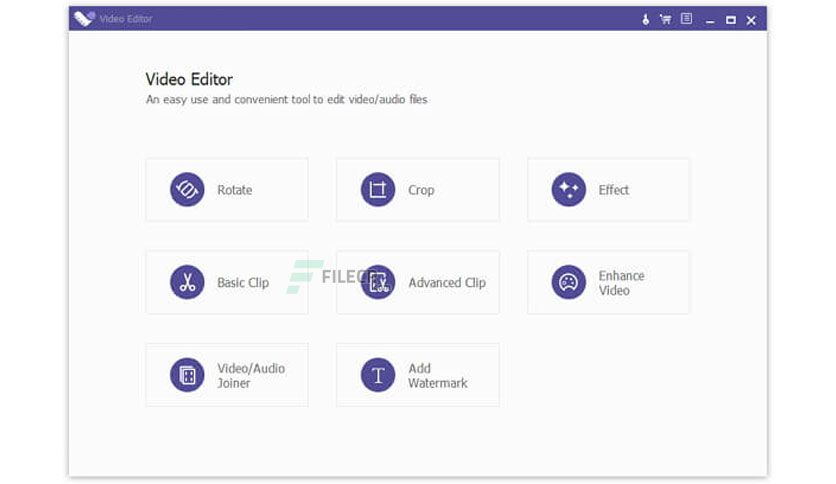 Video Editor
Video Editor
An easy use and convenient tool to edit video/audio files
Rotate
Crop
Effect
Basic Clip
FILECR
Advanced Clip
Enhance
Video
Video/Audio
Joiner
Add
Watermark
T